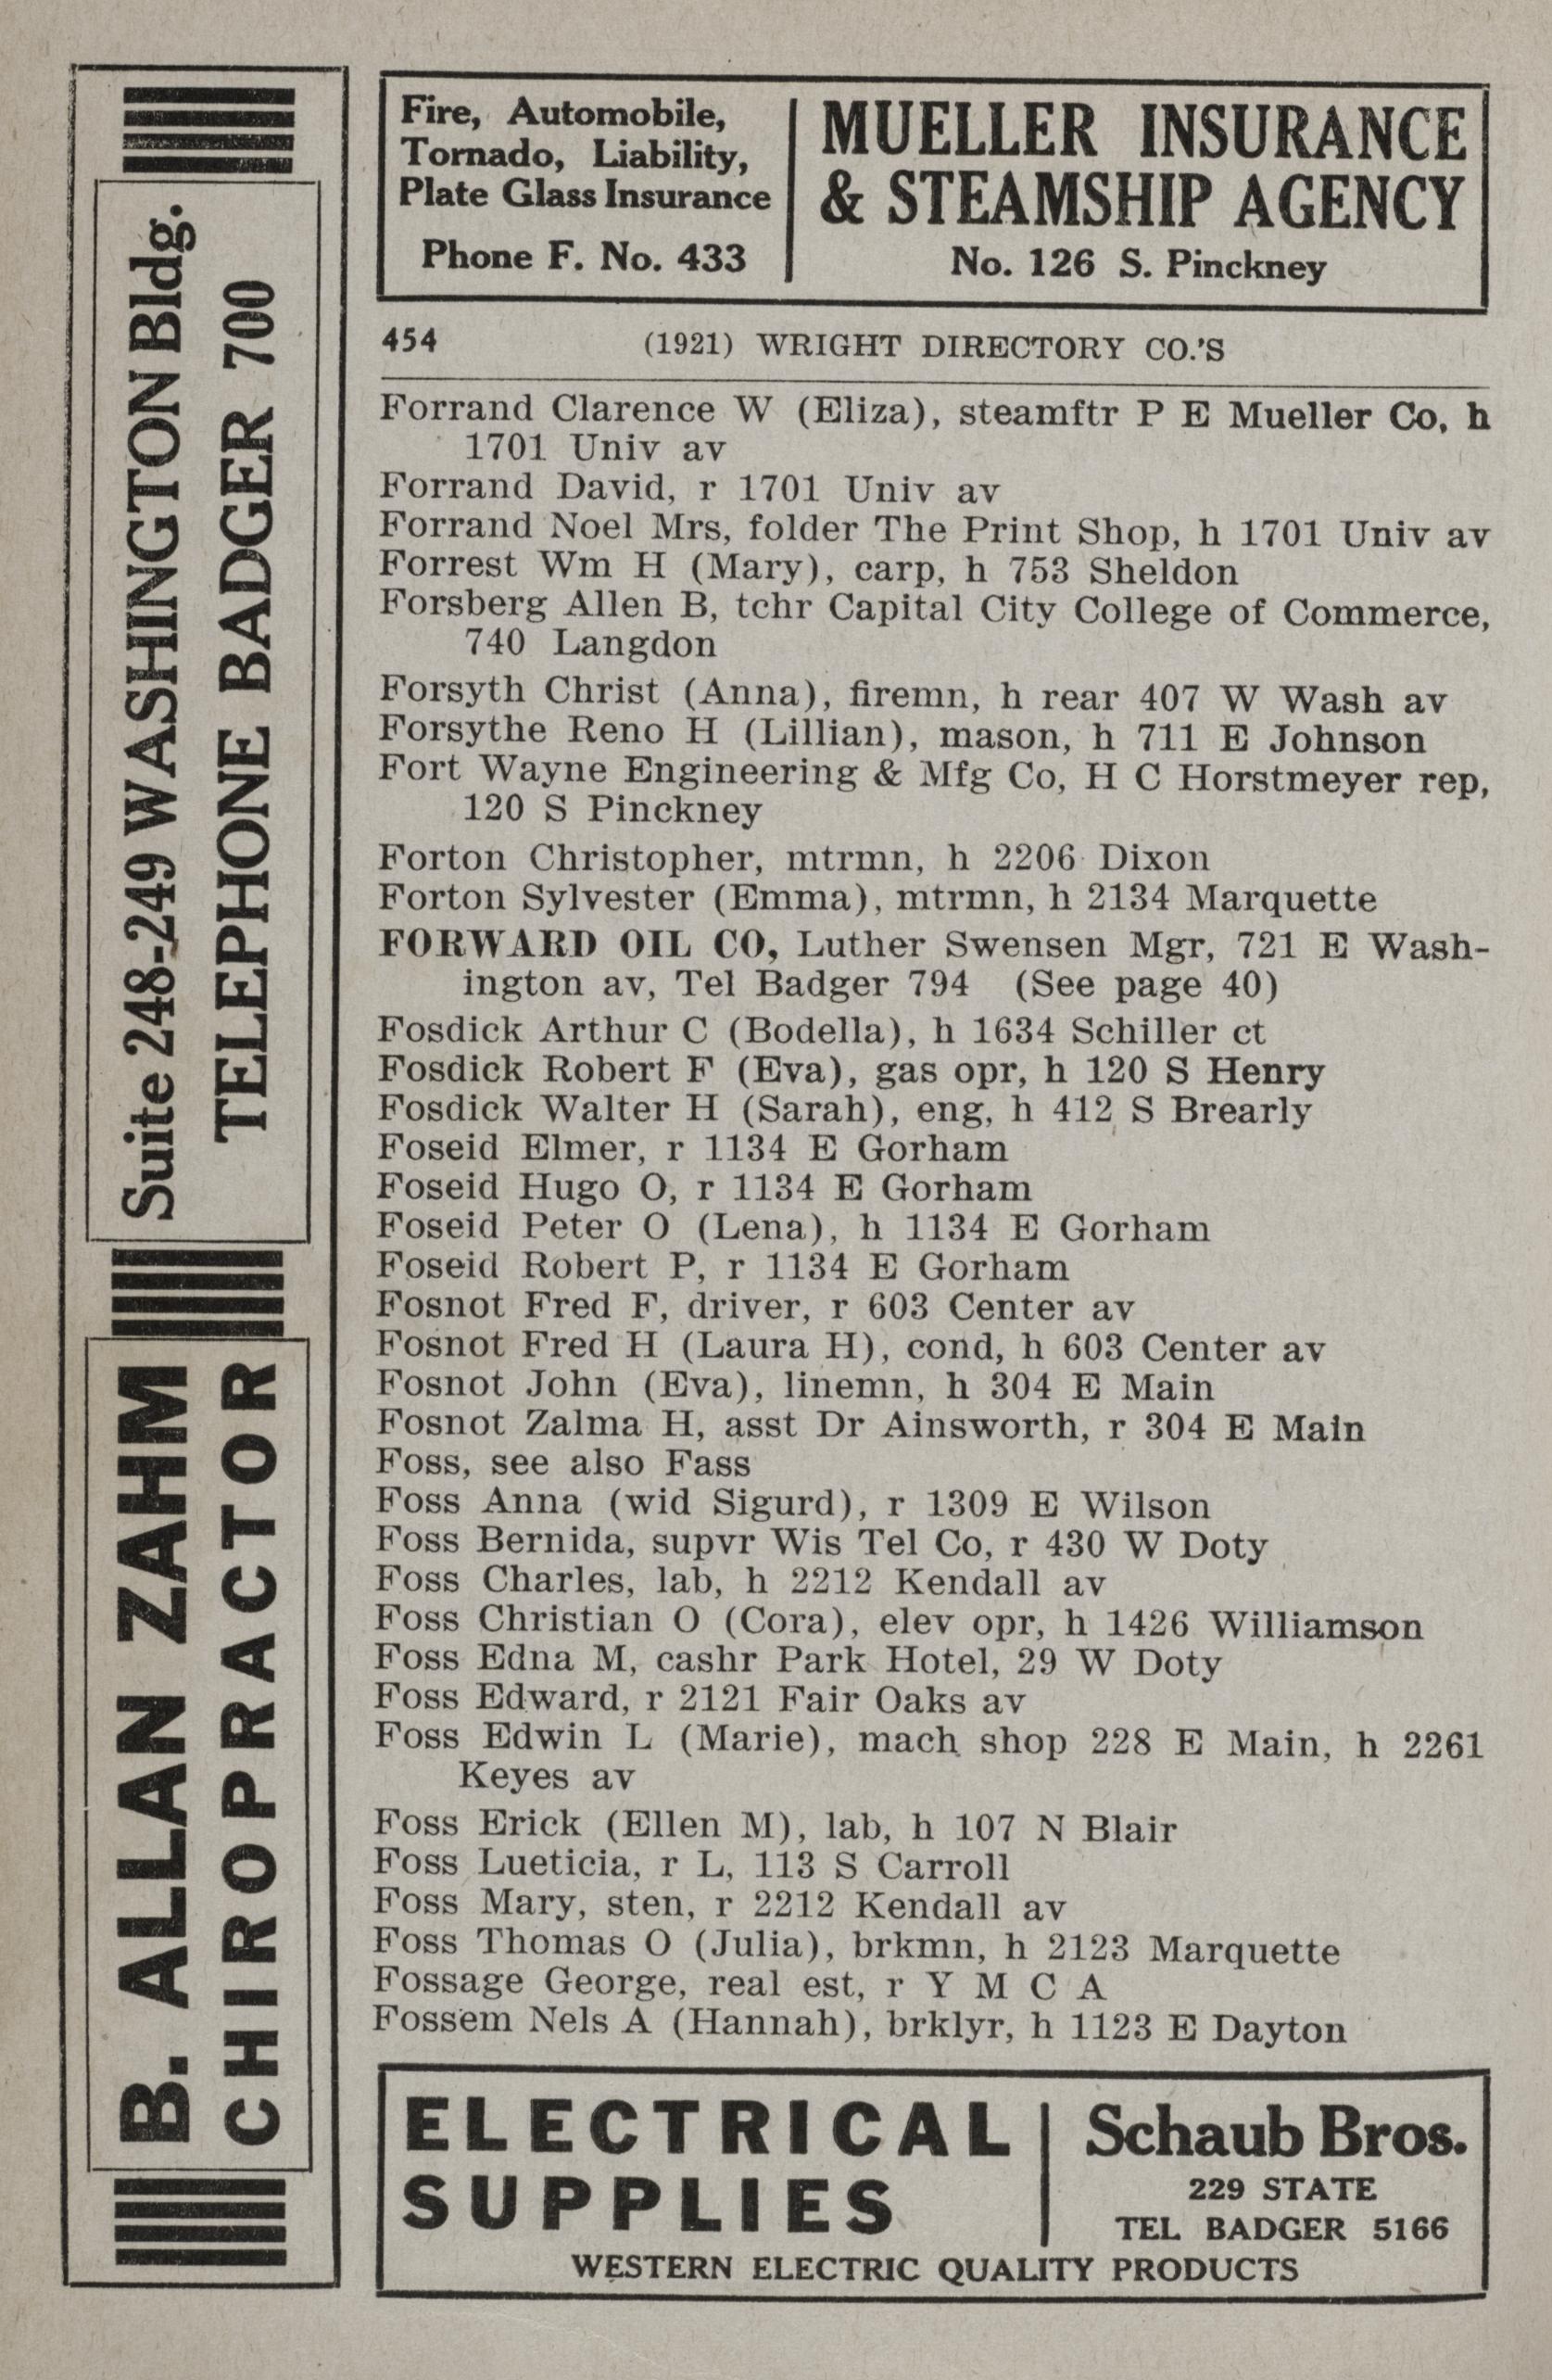 Fire, Automobile,
Tornado, Liability,
Plate Glass Insurance
Phone F. No. 433
MUELLER INSURANCE
& STEAMSHIP AGENCY
No. 126 S. Pinckney
Suite 248-249 WASHINGTON Bldg.
TELEPHONE BADGER 700
B. ALLAN ZAHM
CHIROPRACTOR
454 (1921) WRIGHT DIRECTORY CO.'S
Forrand Clarence W (Eliza), steamftr P E Mueller Co, h
1701 Univ av
Forrand David, r 1701 Univ av
Forrand Noel Mrs, folder The Print Shop, h 1701 Univ av
Forrest Wm H (Mary), carp, h 753 Sheldon
Forsberg Allen B, tchr Capital City College of Commerce,
740 Langdon
Forsyth Christ (Anna), firemn, h rear 407 W Wash av
Forsythe Reno H (Lillian), mason, h 711 E Johnson
Fort Wayne Engineering & Mfg Co, H C Horstmeyer rep,
120 S Pinckney
Forton Christopher, mtrmn, h 2206 Dixon
Forton Sylvester (Emma), mtrmn, h 2134 Marquette
FORWARD OIL CO, Luther Swensen Mgr, 721 E Wash-
ington av, Tel Badger 794 (See page 40)
Fosdick Arthur C (Bodella), h 1634 Schiller ct
Fosdick Robert F (Eva), gas opr, h 120 S Henry
Fosdick Walter H (Sarah), eng, h 412 S Brearly
Foseid Elmer, r 1134 E Gorham
Foseid Hugo O, r 1134 E Gorham
Foseid Peter O (Lena), h 1134 E Gorham
Foseid Robert P, r 1134 E Gorham
Fosnot Fred F, driver, r 603 Center av
Fosnot Fred H (Laura H), cond, h 603 Center av
Fosnot John (Eva), linemn, h 304 E Main
Fosnot Zalma H, asst Dr Ainsworth, r 304 E Main
Foss, see also Fass
Foss Anna (wid Sigurd), r 1309 E Wilson
Foss Bernida, supvr Wis Tel Co, r 430 W Doty
Foss Charles, lab, h 2212 Kendall av
Foss Christian O (Cora), elev opr, h 1426 Williamson
Foss Edna M, cashr Park Hotel, 29 W Doty
Foss Edward, r 2121 Fair Oaks av
Foss Edwin L (Marie), mach shop 228 E Main, h 2261
Keyes av
Foss Erick (Ellen M), lab, h 107 N Blair
Foss Lueticia, r L, 113 S Carroll
Foss Mary, sten, r 2212 Kendall av
Foss Thomas O (Julia), brkmn, h 2123 Marquette
Fossage George, real est, r Y M C A
Fossem Nels A (Hannah), brklyr, h 1123 E Dayton
ELECTRICAL
SUPPLIES
Schaub Bros.
229 STATE
TEL BADGER 5166
WESTERN ELECTRIC QUALITY PRODUCTS